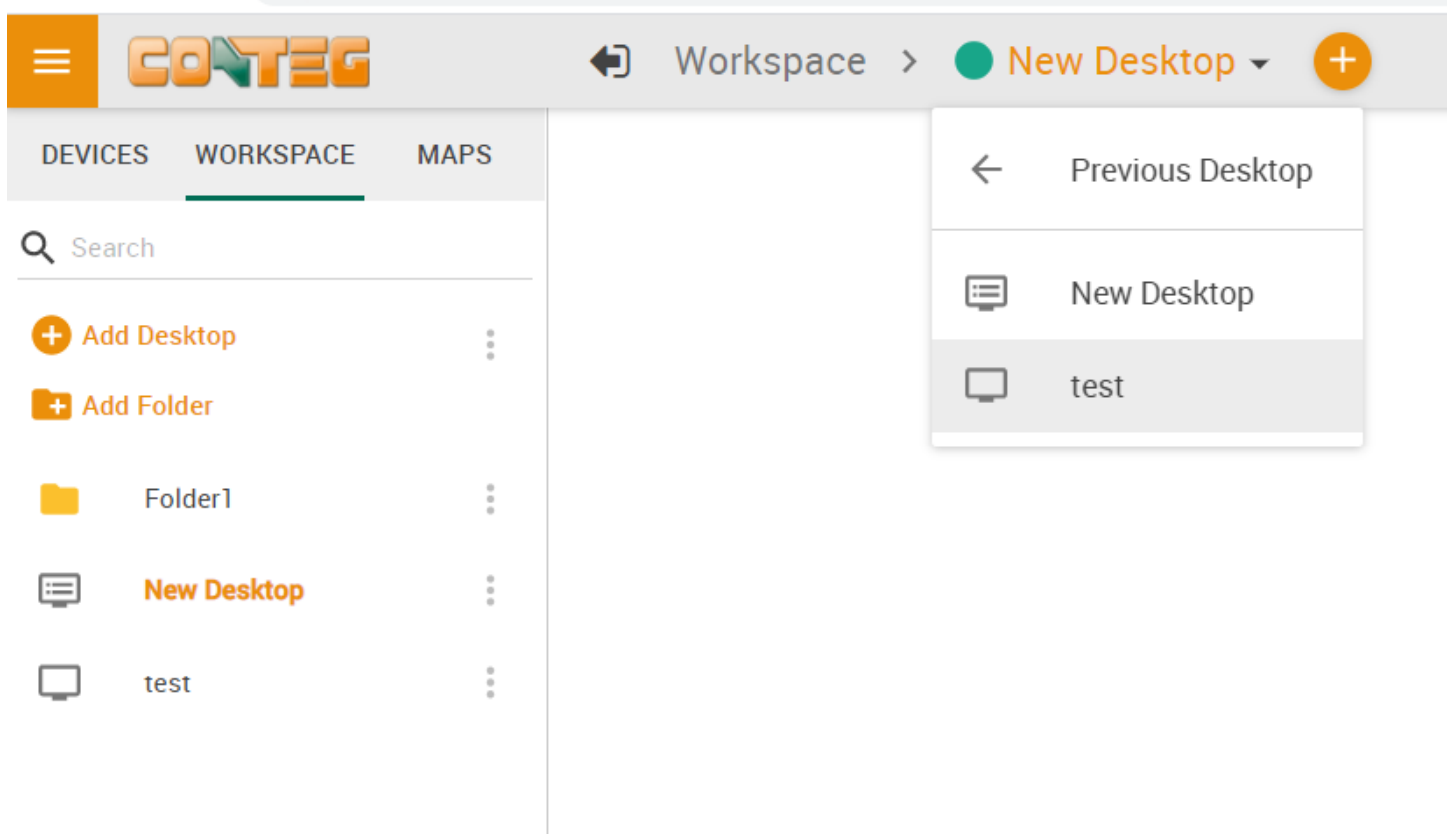 CONTEG
Workspace > New Desktop
DEVICES WORKSPACE MAPS
Search
Add Desktop
Add Folder
Folder1
New Desktop
test
Previous Desktop
New Desktop
test